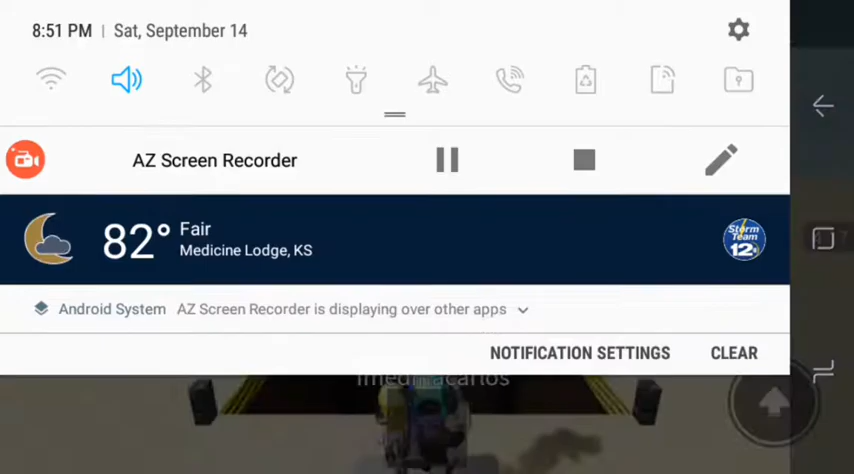 8:51 PM | Sat, September 14
AZ Screen Recorder
82° Fair
Medicine Lodge, KS
Storm
Team
12
Android System AZ Screen Recorder is displaying over other apps
NOTIFICATION SETTINGS CLEAR